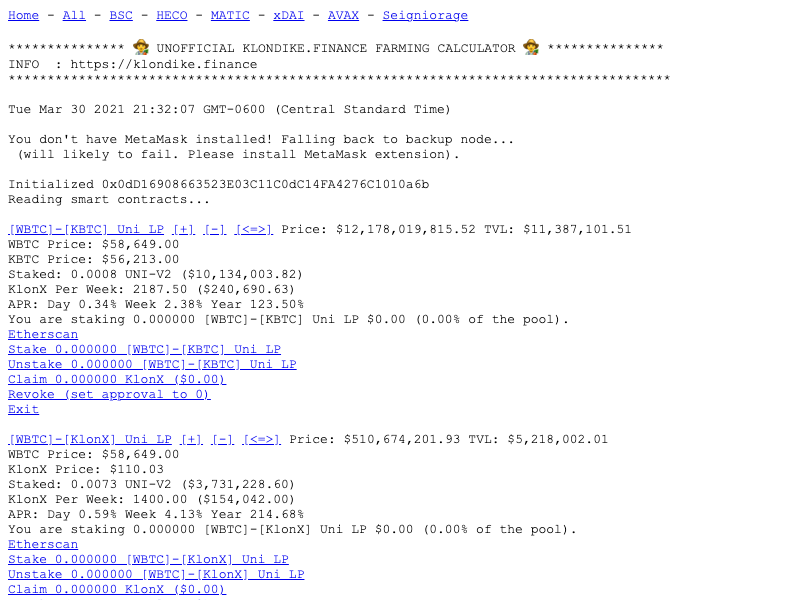 Home - All - BSC - HECO - MATIC - xDAI - AVAX - Seigniorage
*************** 🧑‍🌾 UNOFFICIAL KLONDIKE.FINANCE FARMING CALCULATOR 🧑‍🌾 ***************
INFO  : https://klondike.finance
*************************************************************************************
Tue Mar 30 2021 21:32:07 GMT-0600 (Central Standard Time)
You don't have MetaMask installed! Falling back to backup node...
(will likely to fail. Please install MetaMask extension).
Initialized 0x0dD16908663523E03C11C0dC14FA4276C1010a6b
Reading smart contracts...
[WBTC]-[KBTC] Uni LP [+] [-] [<=>] Price: $12,178,019,815.52 TVL: $11,387,101.51
WBTC Price: $58,649.00
KBTC Price: $56,213.00
Staked: 0.0008 UNI-V2 ($10,134,003.82)
KlonX Per Week: 2187.50 ($240,690.63)
APR: Day 0.34% Week 2.38% Year 123.50%
You are staking 0.000000 [WBTC]-[KBTC] Uni LP $0.00 (0.00% of the pool).
Etherscan
Stake 0.000000 [WBTC]-[KBTC] Uni LP
Unstake 0.000000 [WBTC]-[KBTC] Uni LP
Claim 0.000000 KlonX ($0.00)
Revoke (set approval to 0)
Exit
[WBTC]-[KlonX] Uni LP [+] [-] [<=>] Price: $510,674,201.93 TVL: $5,218,002.01
WBTC Price: $58,649.00
KlonX Price: $110.03
Staked: 0.0073 UNI-V2 ($3,731,228.60)
KlonX Per Week: 1400.00 ($154,042.00)
APR: Day 0.59% Week 4.13% Year 214.68%
You are staking 0.000000 [WBTC]-[KlonX] Uni LP $0.00 (0.00% of the pool).
Etherscan
Stake 0.000000 [WBTC]-[KlonX] Uni LP
Unstake 0.000000 [WBTC]-[KlonX] Uni LP
Claim 0.000000 KlonX ($0.00)